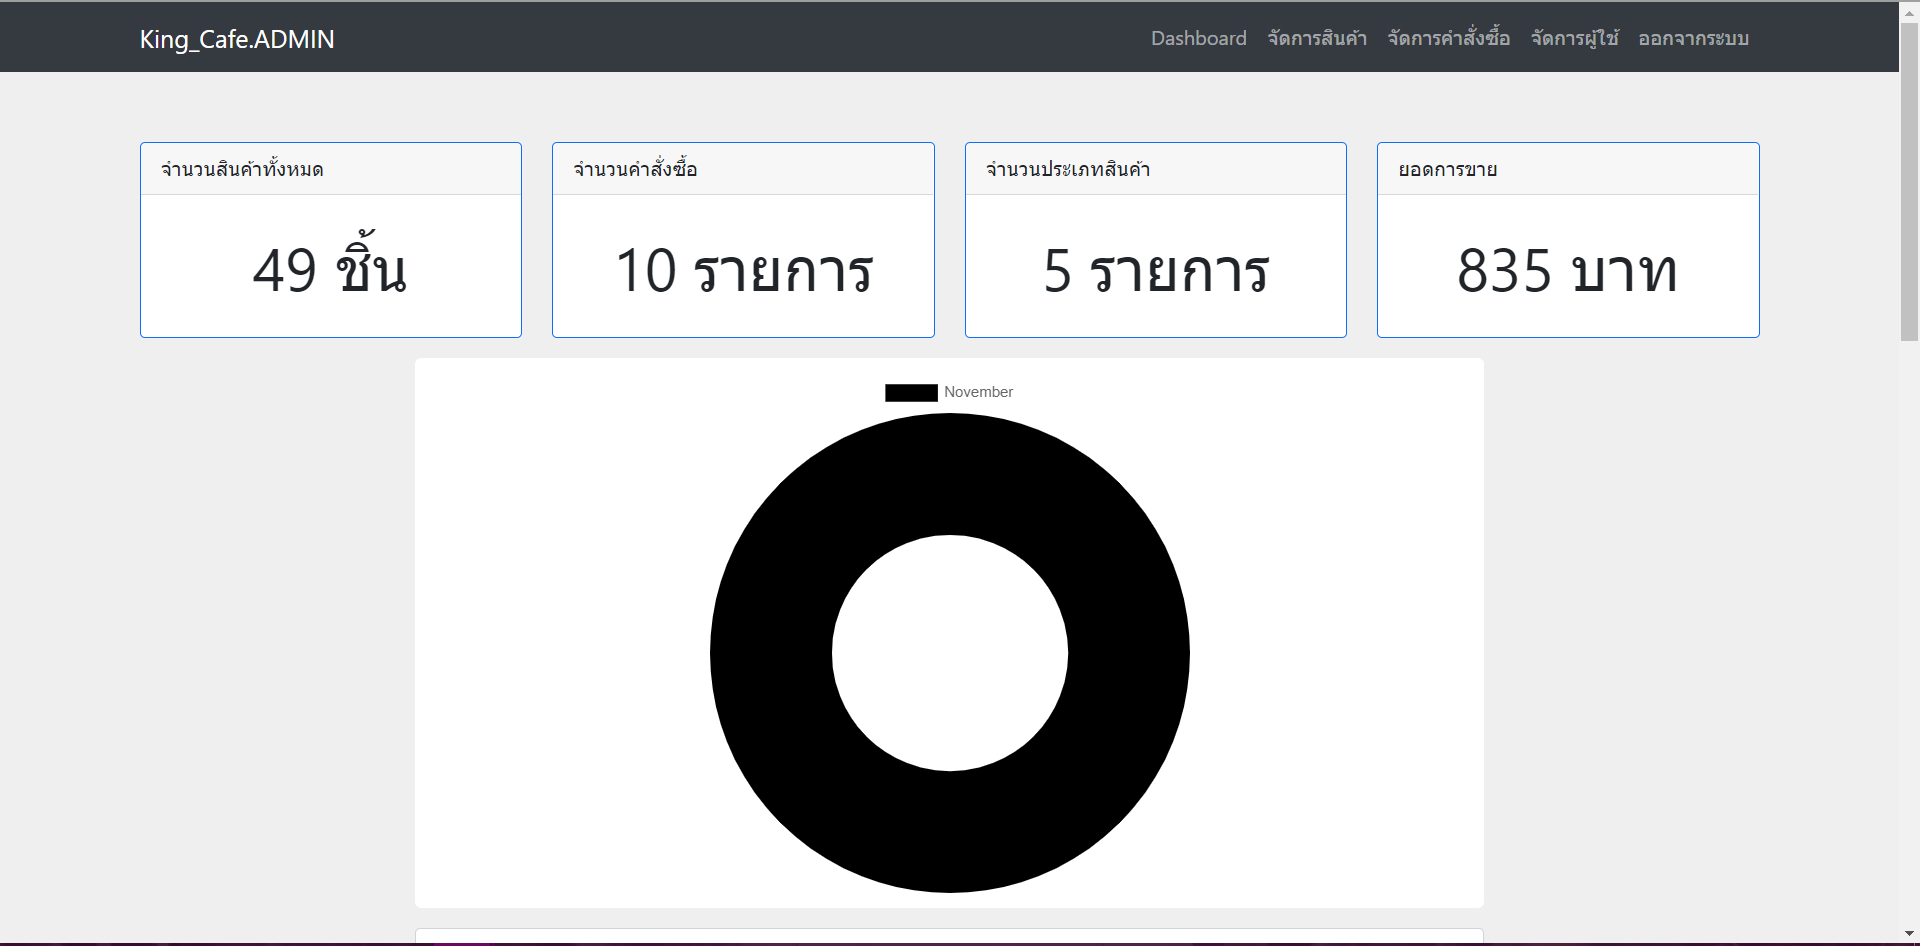 King_Cafe.ADMIN
Dashboard จัดการสินค้า จัดการคำสั่งซื้อ จัดการผู้ใช้ ออกจากระบบ
จำนวนสินค้าทั้งหมด
49 ชิ้น
จำนวนคำสั่งซื้อ
10 รายการ
จำนวนประเภทสินค้า
5 รายการ
ยอดการขาย
835 บาท
November